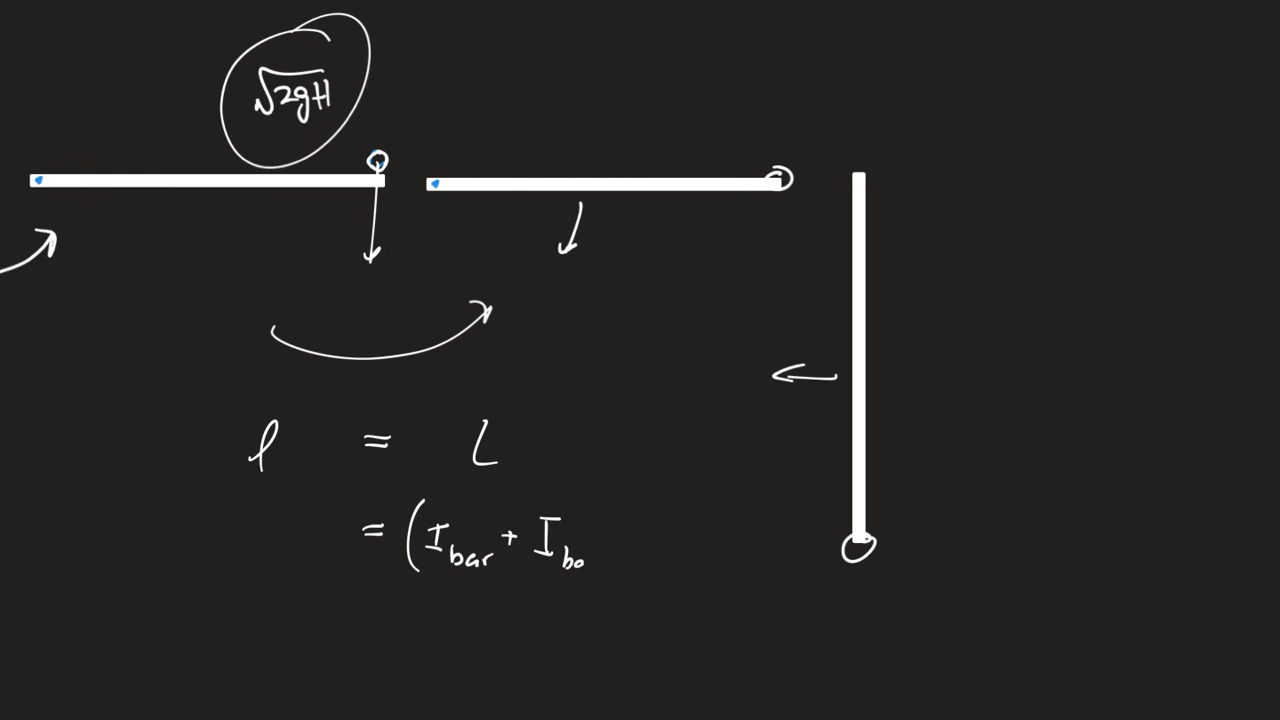 √2gH
l = L
= (I_bar + I_bo